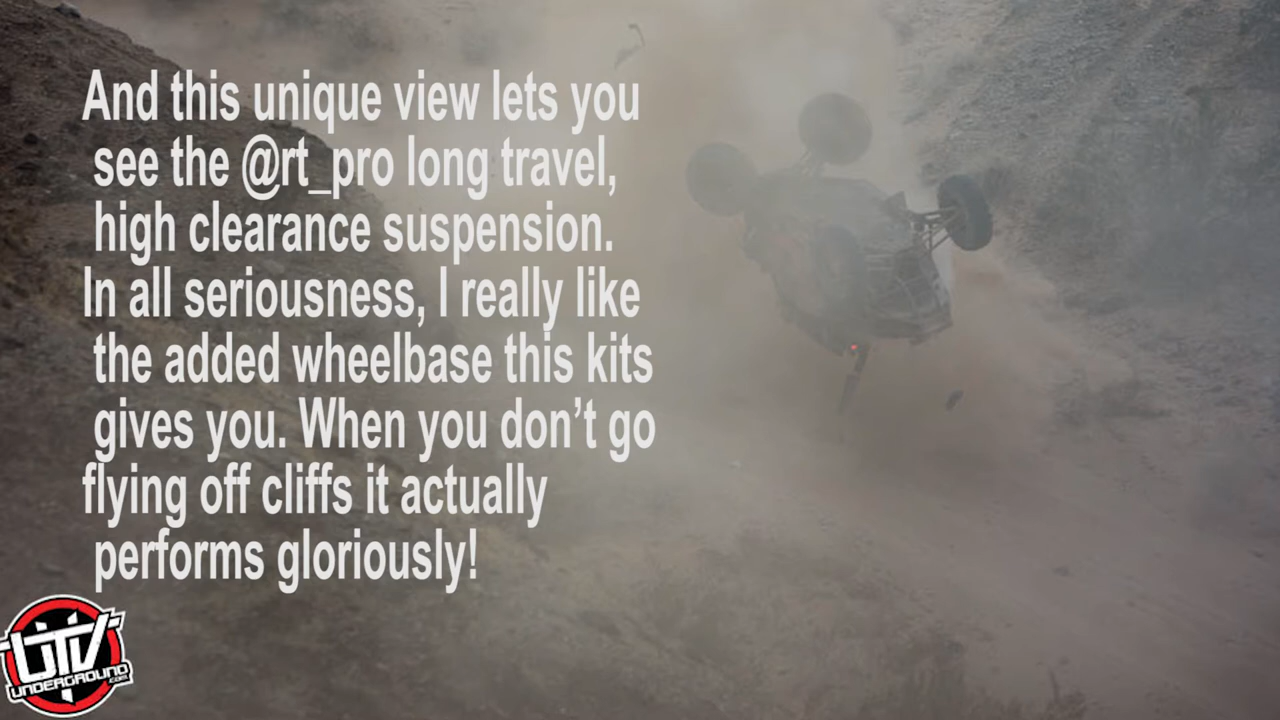 And this unique view lets you
see the @rt_pro long travel,
high clearance suspension.
In all seriousness, I really like
the added wheelbase this kits
gives you. When you don’t go
flying off cliffs it actually
performs gloriously!
UTV
UNDERGROUND
.COM